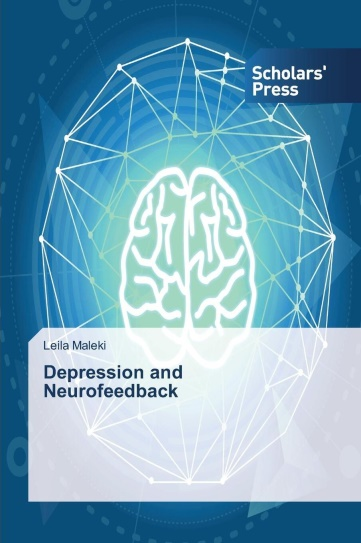 Scholars'
Press
Leila Maleki
Depression and
Neurofeedback